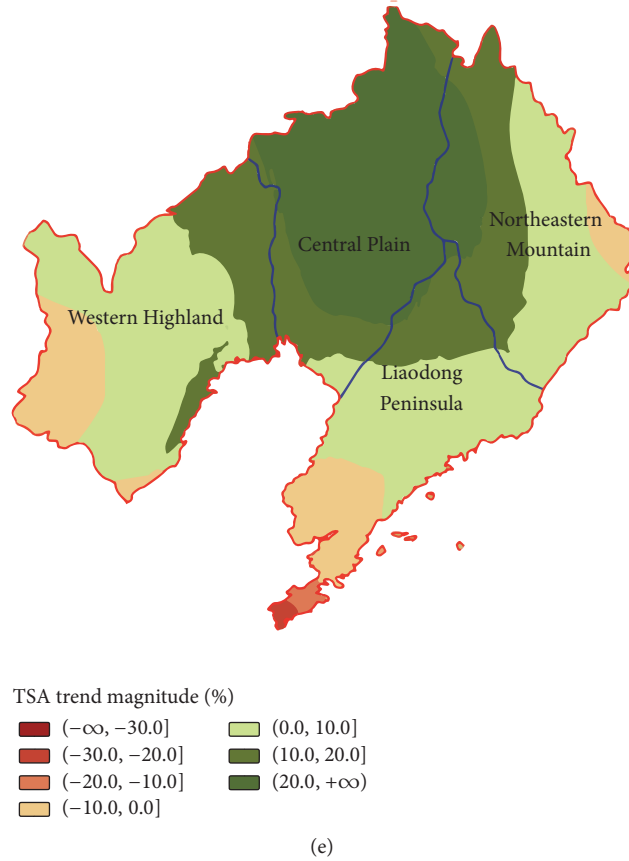 Central Plain
Northeastern
Mountain
Western Highland
Liaodong
Peninsula
TSA trend magnitude (%)
(−∞, −30.0]
(−30.0, −20.0]
(−20.0, −10.0]
(−10.0, 0.0]
(0.0, 10.0]
(10.0, 20.0]
(20.0, +∞)
(e)